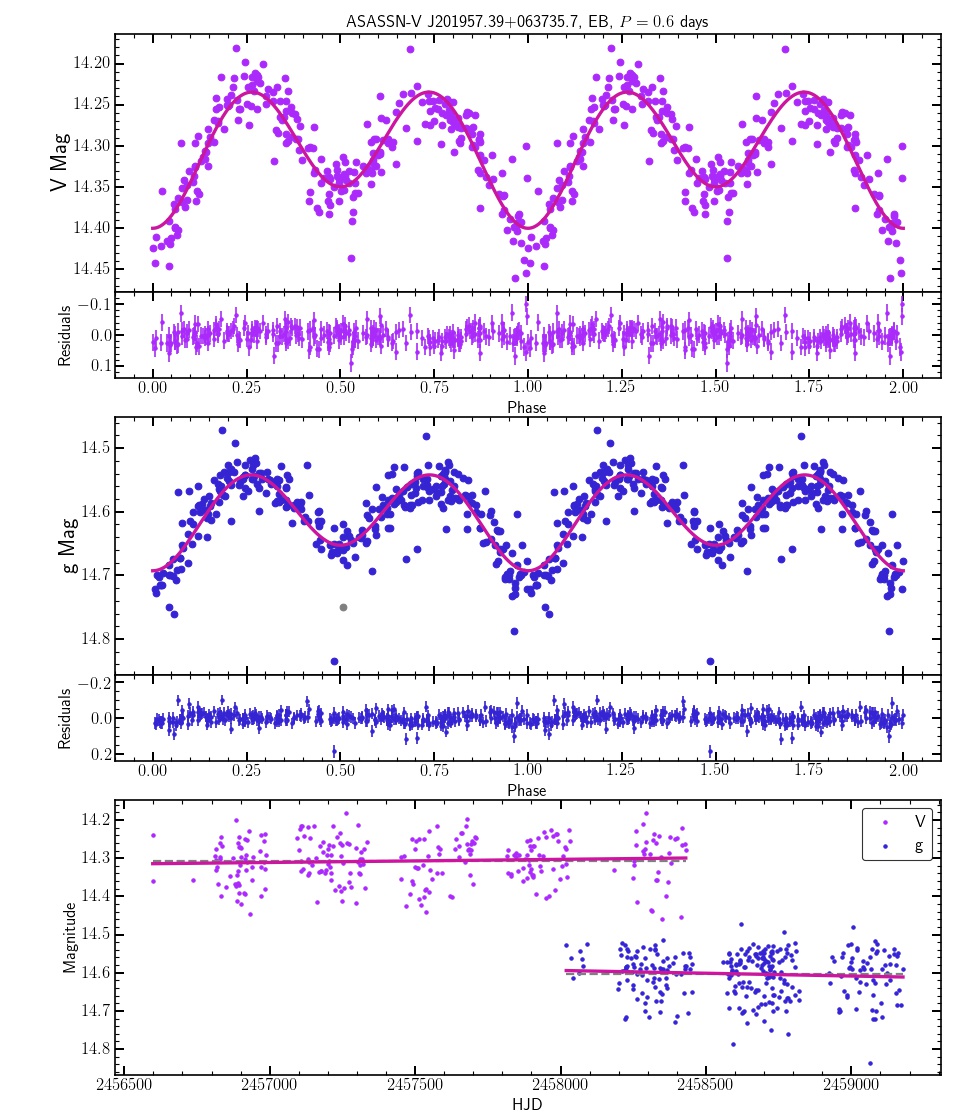 ASASSN-V J201957.39+063735.7, EB, P = 0.6 days
14.20
14.25
14.30
14.35
14.40
14.45
V Mag
−0.1
0.0
0.1
Residuals
0.00 0.25 0.50 0.75 1.00 1.25 1.50 1.75 2.00
Phase
14.5
14.6
14.7
14.8
g Mag
−0.2
0.0
0.2
Residuals
0.00 0.25 0.50 0.75 1.00 1.25 1.50 1.75 2.00
Phase
14.2
14.3
14.4
14.5
14.6
14.7
14.8
Magnitude
V
g
2456500 2457000 2457500 2458000 2458500 2459000
HJD